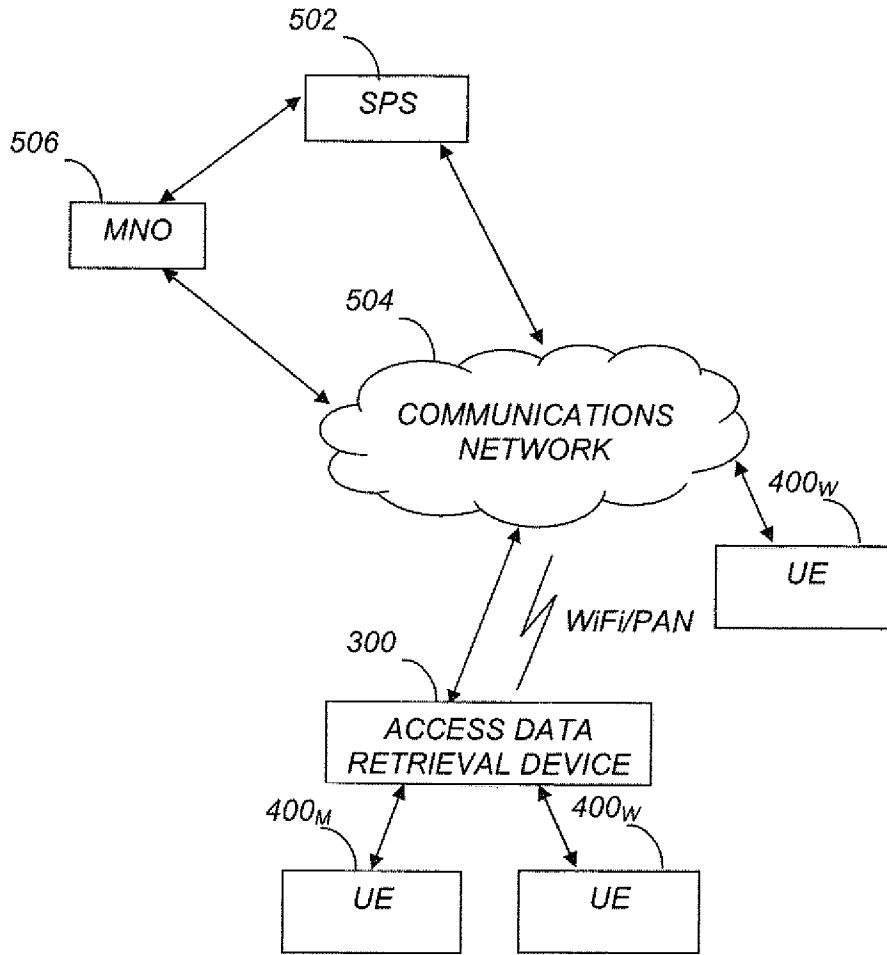 502
SPS
506
MNO
504
COMMUNICATIONS
NETWORK
400W
UE
WiFi/PAN
300
ACCESS DATA
RETRIEVAL DEVICE
400M
400W
UE
UE